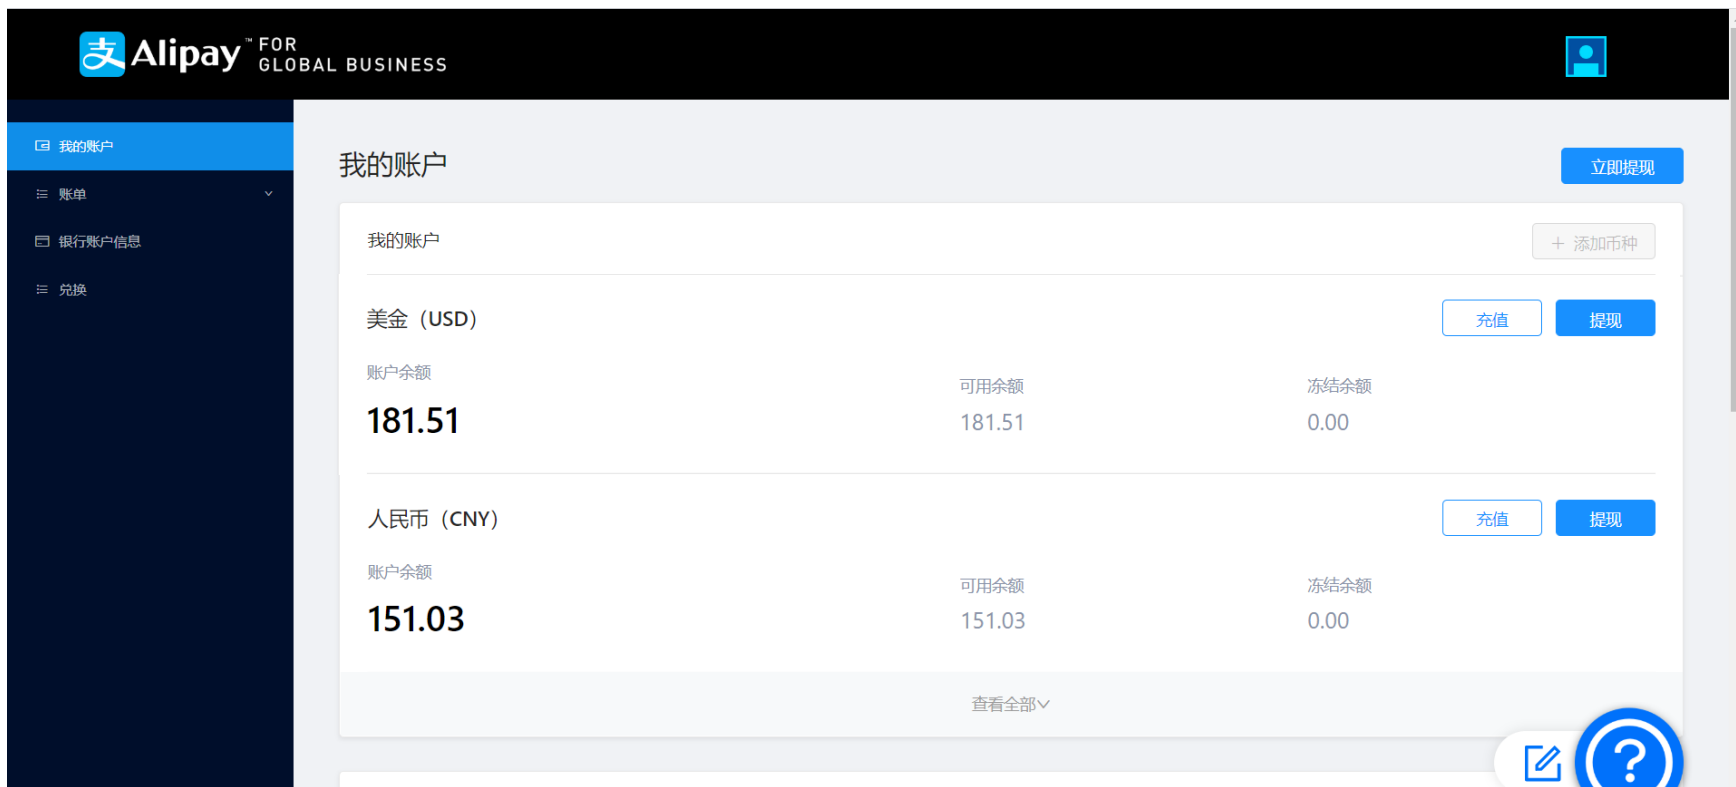 支 Alipay™ FOR
GLOBAL BUSINESS
我的账户
账单
银行账户信息
兑换
我的账户
立即提现
我的账户
+ 添加币种
美金（USD）
充值
提现
账户余额
可用余额
冻结余额
181.51
181.51
0.00
人民币（CNY）
充值
提现
账户余额
可用余额
冻结余额
151.03
151.03
0.00
查看全部
?